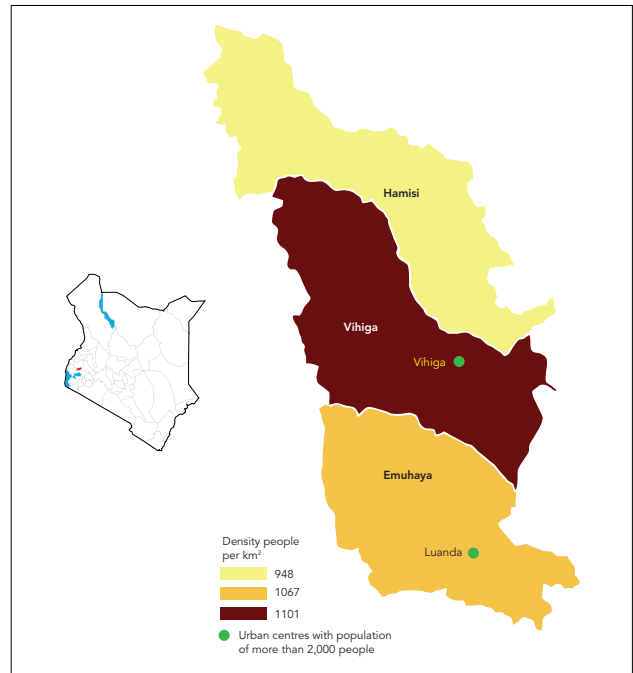 Hamisi
Vihiga
Vihiga
Emuhaya
Luanda
Density people
per km²
948
1067
1101
Urban centres with population
of more than 2,000 people